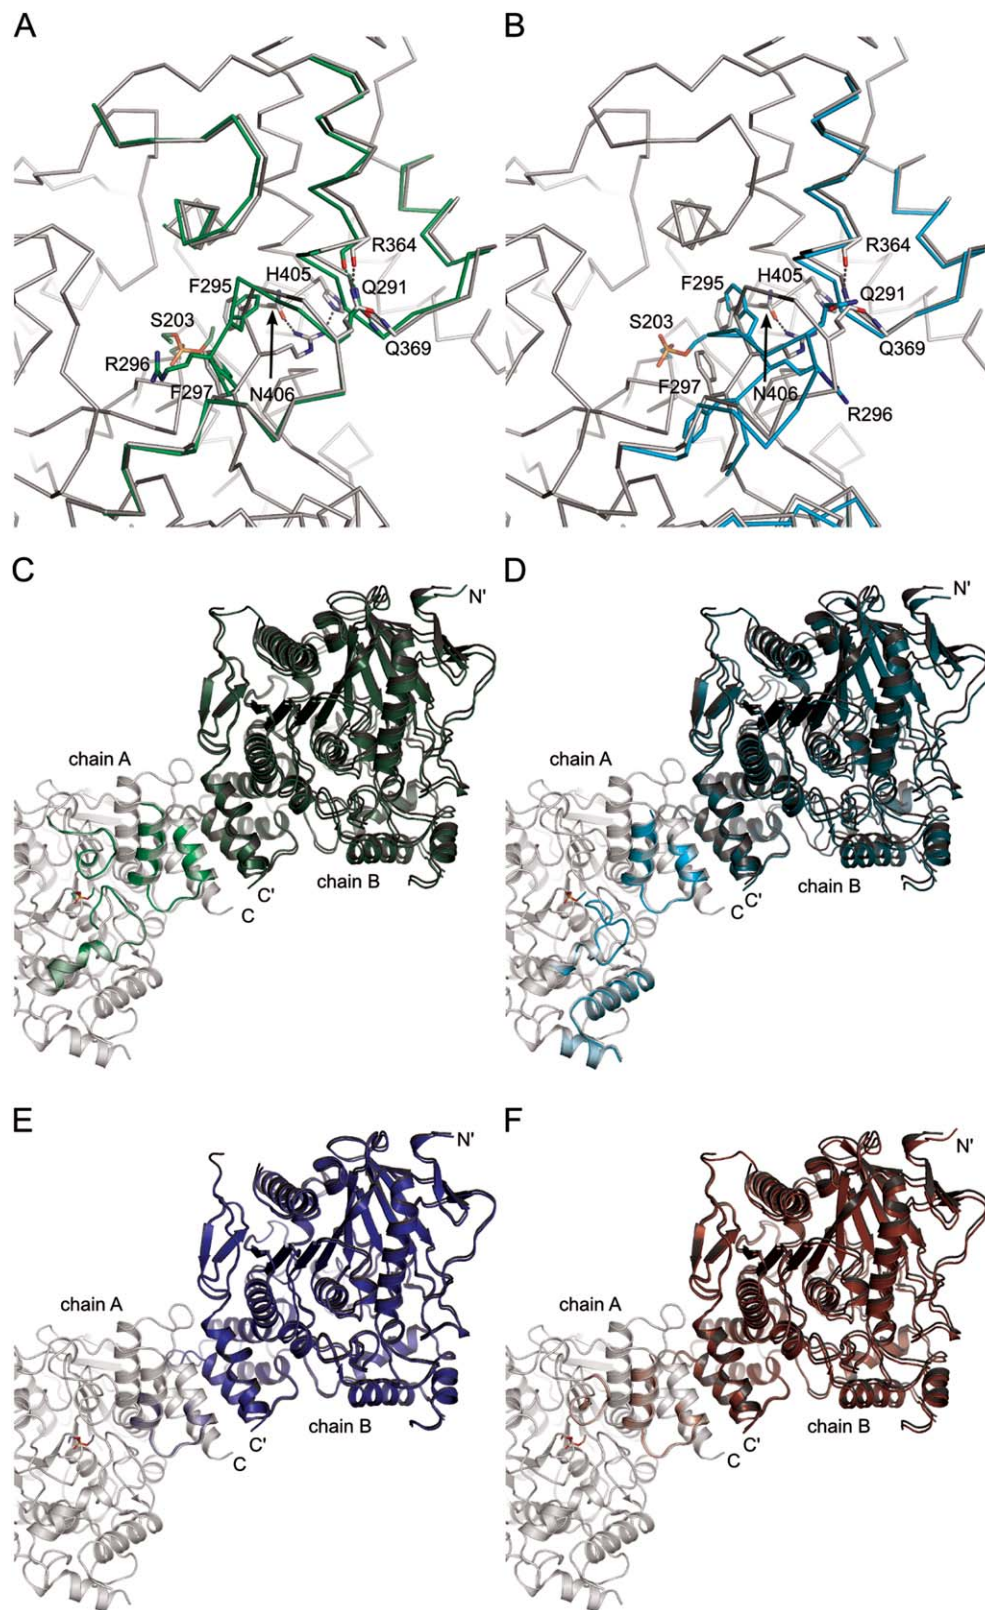 A
R364
F295
H405
Q291
S203
Q369
R296
F297
N406
B
R364
F295
H405
Q291
S203
Q369
F297
N406
R296
C
N'
chain A
chain B
C
C'
D
N'
chain A
chain B
C
C'
E
N'
chain A
chain B
C'
C
F
N'
chain A
chain B
C'
C